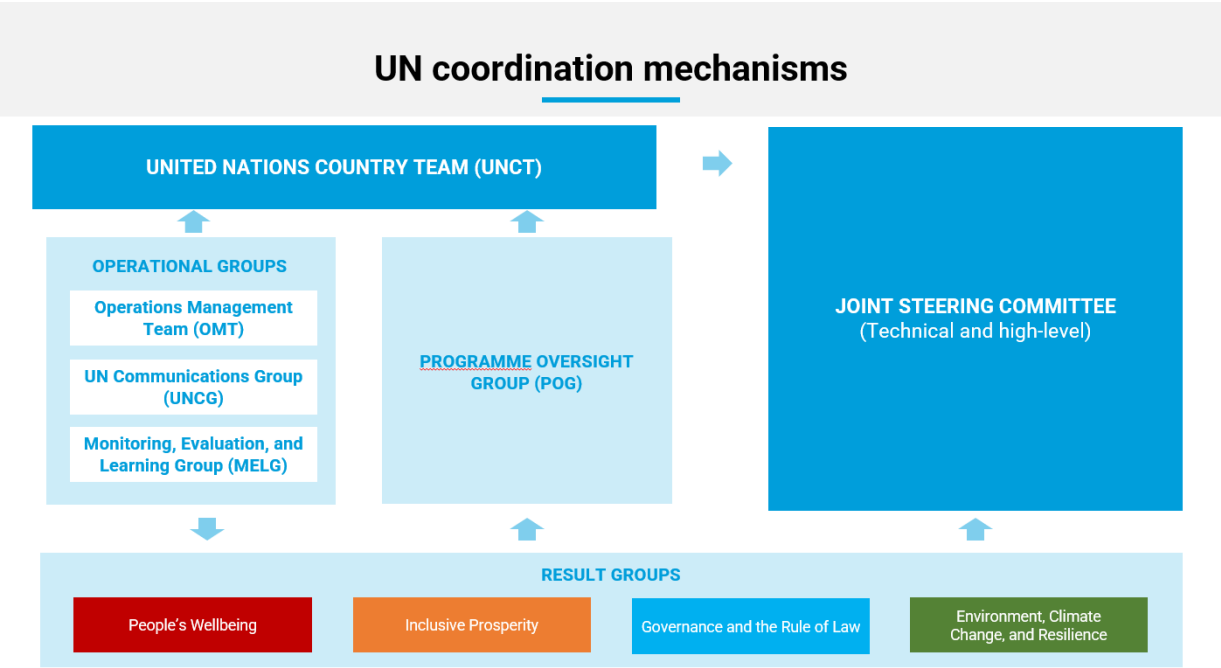 UN coordination mechanisms
UNITED NATIONS COUNTRY TEAM (UNCT)
OPERATIONAL GROUPS
Operations Management
Team (OMT)
UN Communications Group
(UNCG)
Monitoring, Evaluation, and
Learning Group (MELG)
PROGRAMME OVERSIGHT
GROUP (POG)
JOINT STEERING COMMITTEE
(Technical and high-level)
RESULT GROUPS
People’s Wellbeing
Inclusive Prosperity
Governance and the Rule of Law
Environment, Climate
Change, and Resilience